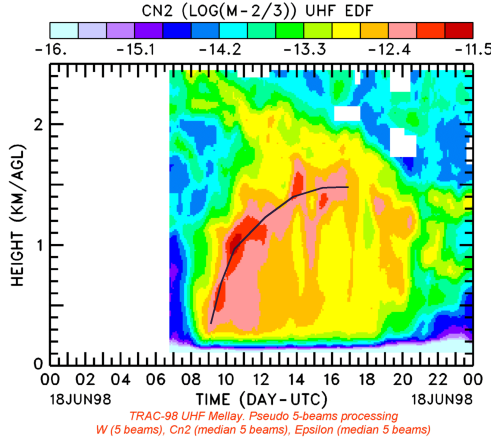 CN2 (LOG(M-2/3)) UHF EDF
-16. -15.1 -14.2 -13.3 -12.4 -11.5
2
1
0
HEIGHT (KM/AGL)
00 02 04 06 08 10 12 14 16 18 20 22 00
18JUN98 TIME (DAY-UTC) 18JUN98
TRAC-98 UHF Mellay. Pseudo 5-beams processing
W (5 beams), Cn2 (median 5 beams), Epsilon (median 5 beams)